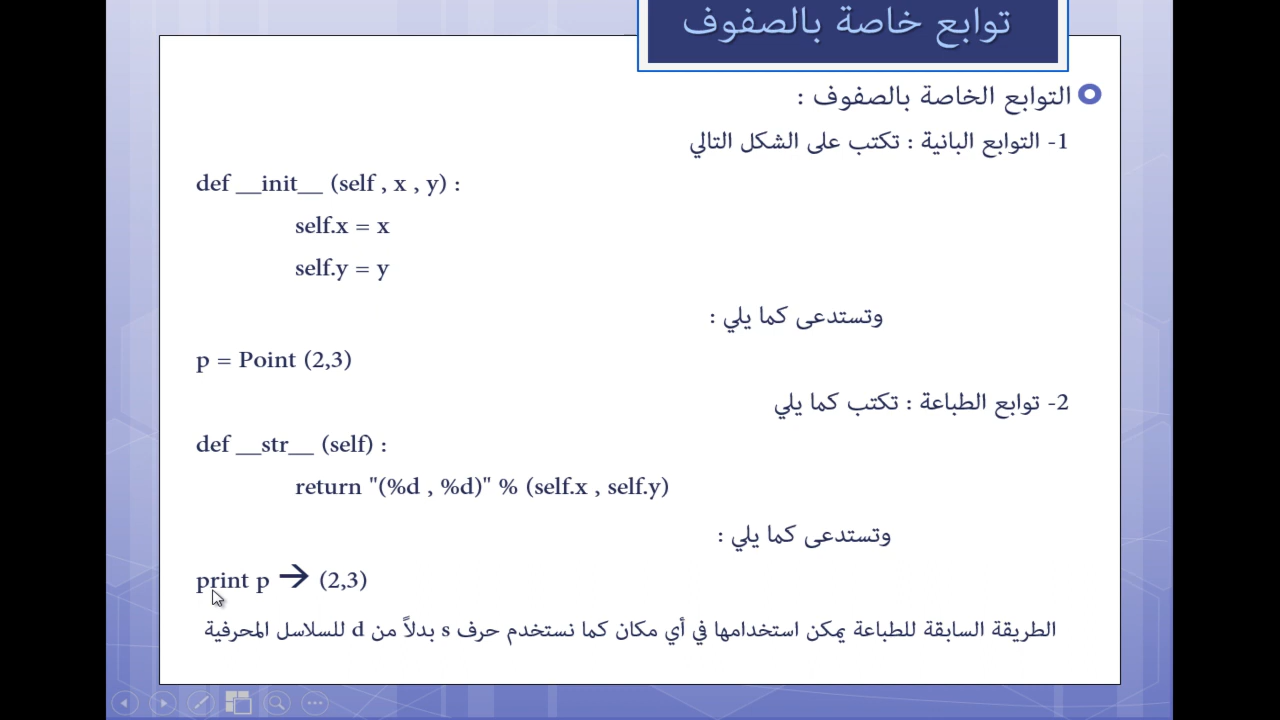 توابع خاصة بالصفوف
التوابع الخاصة بالصفوف :
1- التوابع البانية : تكتب على الشكل التالي
def __init__ (self , x , y) :
self.x = x
self.y = y
وتستدعى كما يلي :
p = Point (2,3)
2- توابع الطباعة : تكتب كما يلي
def __str__ (self) :
return "(%d , %d)" % (self.x , self.y)
وتستدعى كما يلي :
print p → (2,3)
الطريقة السابقة للطباعة يمكن استخدامها في أي مكان كما نستخدم حرف s بدلاً من d للسلاسل المحرفية